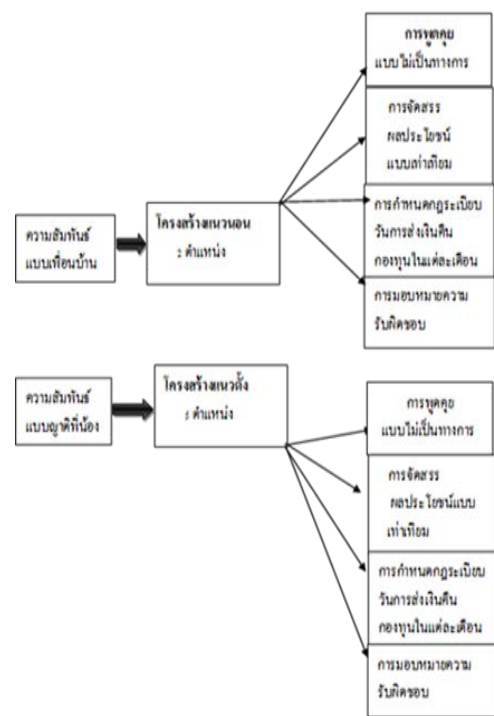 การพูดคุย
แบบไม่เป็นทางการ
การจัดสรร
ผลประโยชน์
แบบเท่าเทียม
การกำหนดกฎระเบียบ
วันการส่งเงินคืน
กองทุนในแต่ละเดือน
การมอบหมายความ
รับผิดชอบ
โครงสร้างแนวนอน
2 ตำแหน่ง
ความสัมพันธ์
แบบเพื่อนบ้าน
โครงสร้างแนวตั้ง
ตำแหน่ง
ความสัมพันธ์
แบบญาติพี่น้อง
การพูดคุย
แบบไม่เป็นทางการ
การจัดสรร
ผลประโยชน์แบบ
เท่าเทียม
การกำหนดกฎระเบียบ
วันการส่งเงินคืน
กองทุนในแต่ละเดือน
การมอบหมายความ
รับผิดชอบ